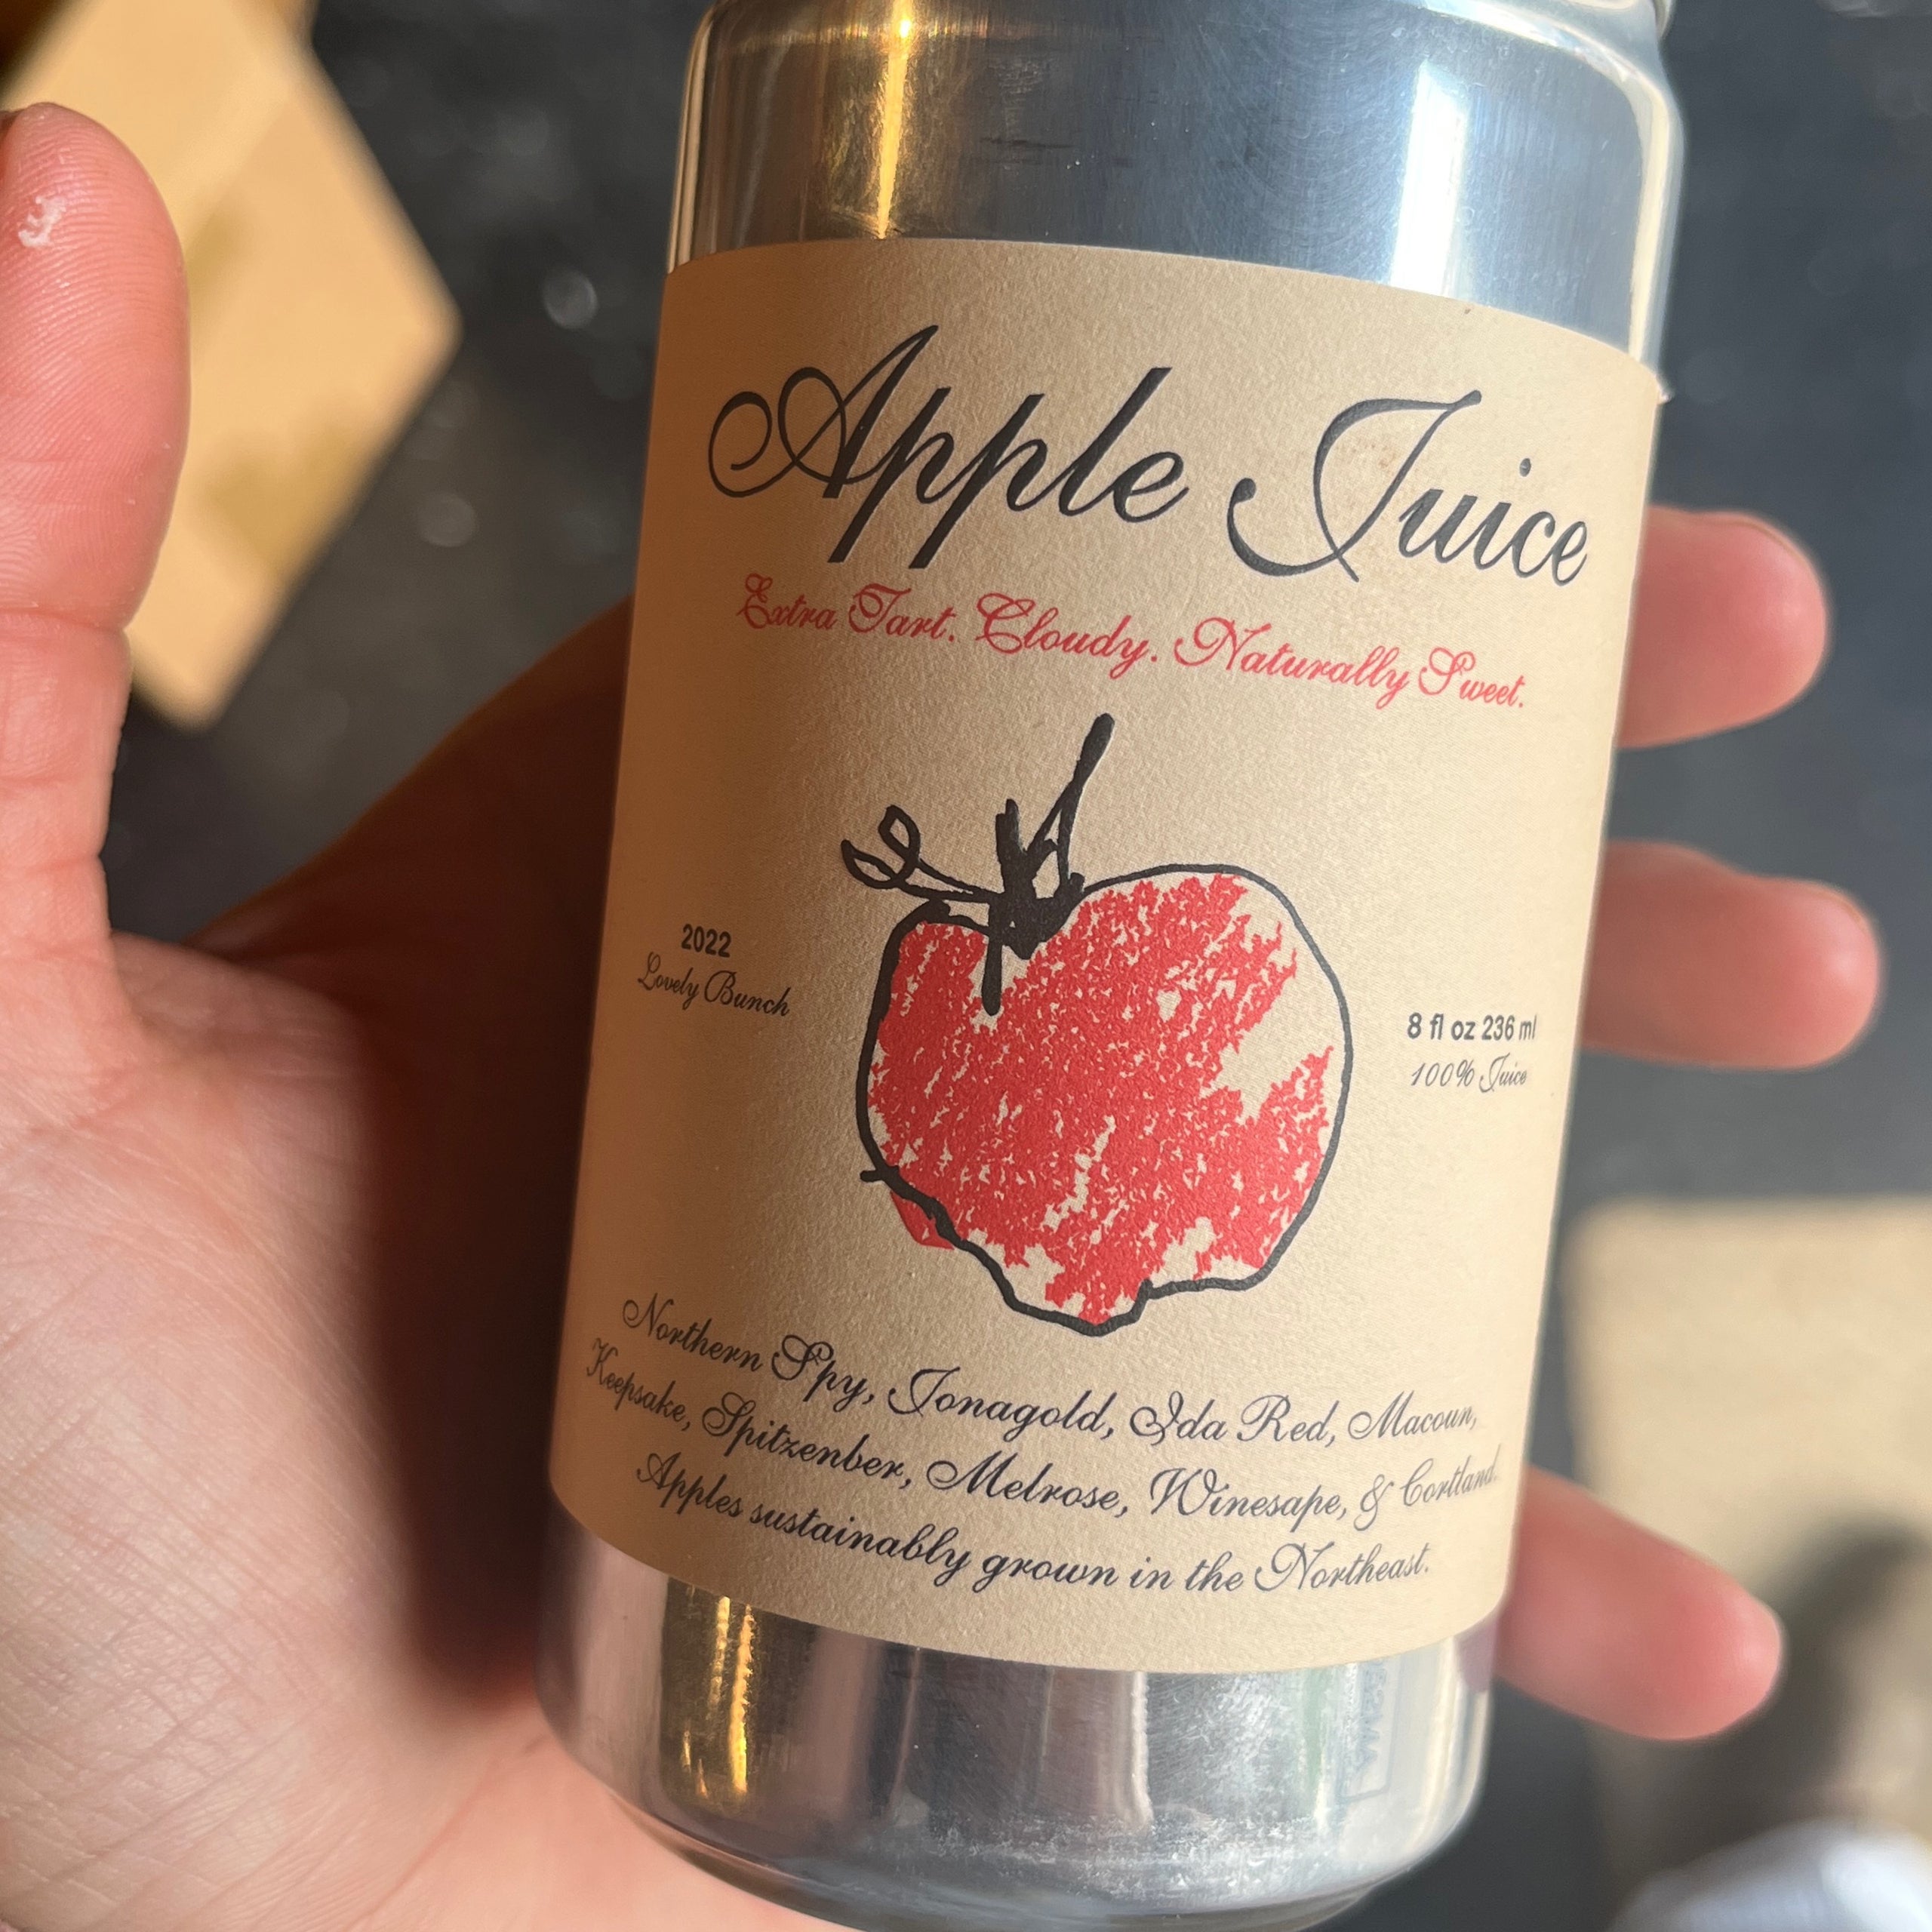 Apple Juice
Extra Tart. Cloudy. Naturally Sweet.
2022
Lovely Bunch
8 fl oz 236 ml
100% Juice
Northern Spy, Jonagold, Ida Red, Macoun,
Keepsake, Spitzenber, Melrose, Winesape, & Cortland.
Apples sustainably grown in the Northeast.